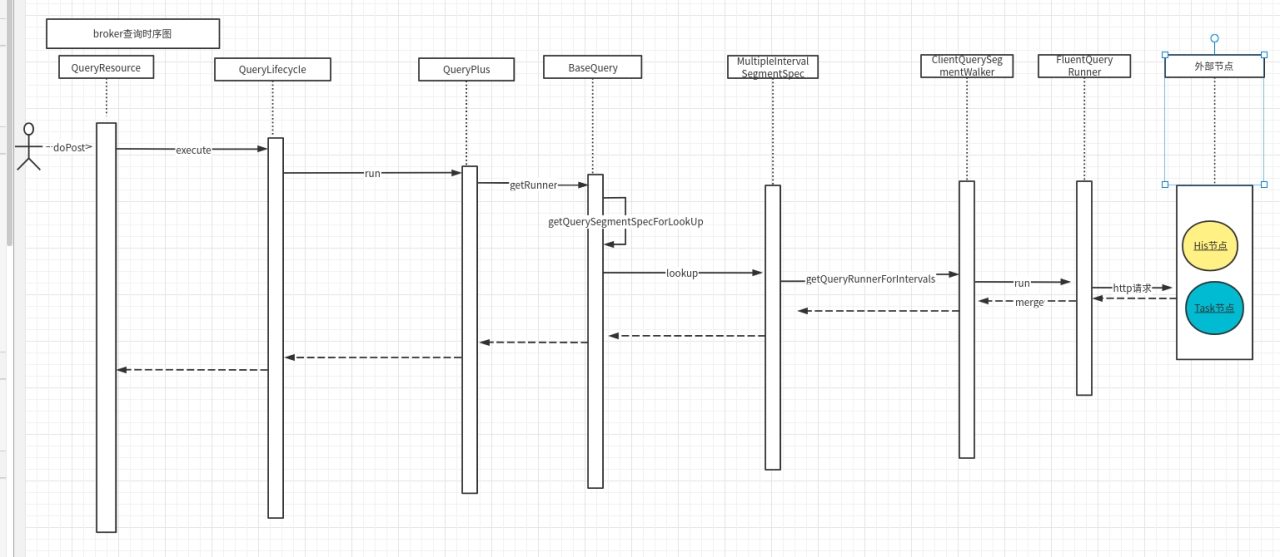 broker查询时序图
QueryResource
QueryLifecycle
QueryPlus
BaseQuery
MultipleInterval
SegmentSpec
ClientQuerySeg
mentWalker
FluentQuery
Runner
外部节点
doPost>
execute
run
getRunner
getQuerySegmentSpecForLookUp
lookup
getQueryRunnerForIntervals
run
merge
http请求
His节点
Task节点